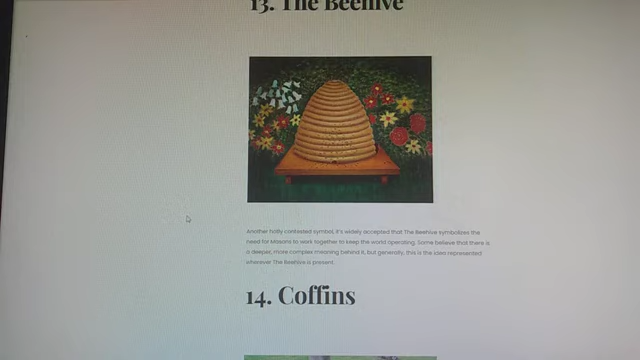 13. The Beehive
Another hotly contested symbol, it's widely accepted that The Beehive symbolizes the
need for Masons to work together to keep the world operating. Some believe that there is
a deeper, more complex meaning behind it, but generally, this is the idea represented
wherever The Beehive is present.
14. Coffins